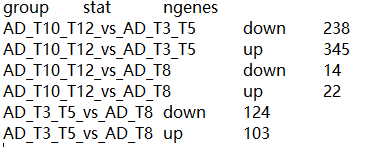 group stat ngenes
AD_T10_T12_vs_AD_T3_T5 down 238
AD_T10_T12_vs_AD_T3_T5 up 345
AD_T10_T12_vs_AD_T8 down 14
AD_T10_T12_vs_AD_T8 up 22
AD_T3_T5_vs_AD_T8 down 124
AD_T3_T5_vs_AD_T8 up 103